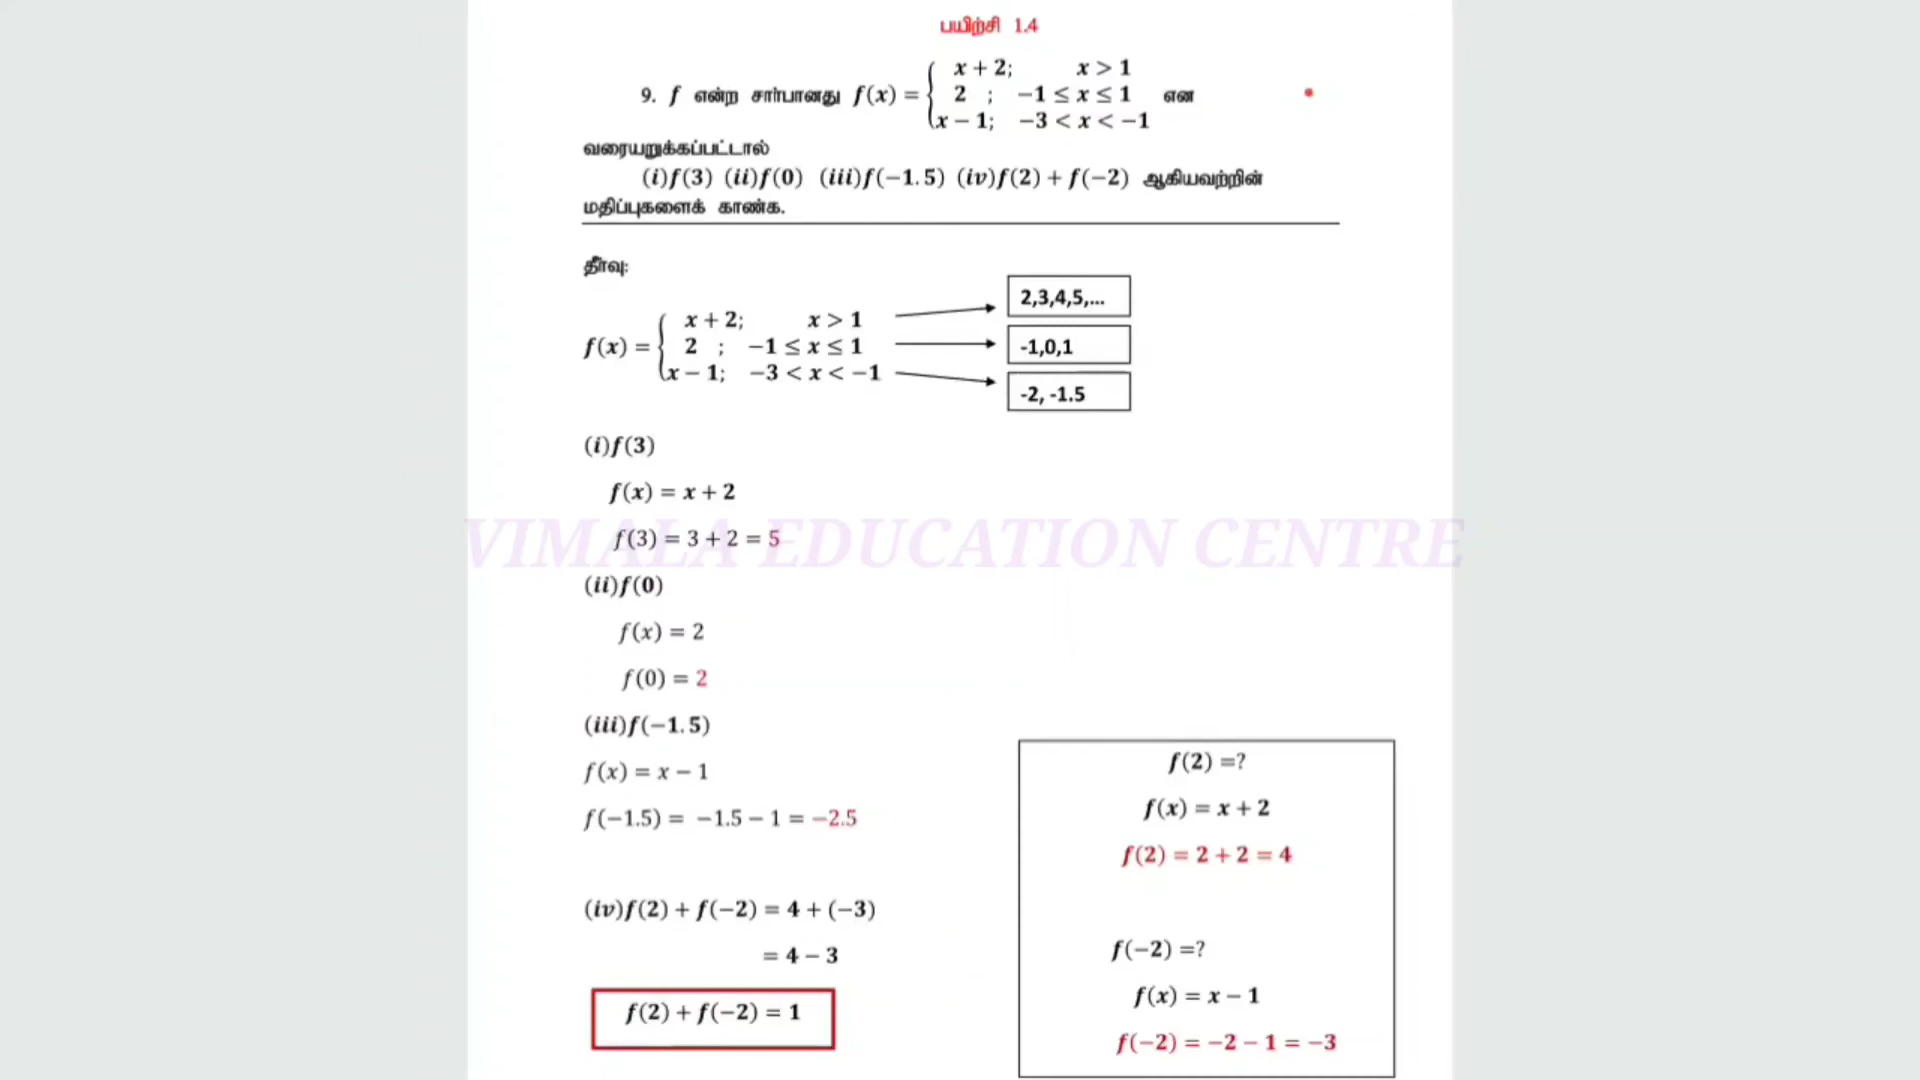 பயிற்சி 1.4
9. f என்ற சார்பானது f(x) = { x + 2; x > 1
2 ; −1 ≤ x ≤ 1 என
x − 1; −3 < x < −1
வரையறுக்கப்பட்டால்
(i)f(3) (ii)f(0) (iii)f(−1.5) (iv)f(2) + f(−2) ஆகியவற்றின்
மதிப்புகளைக் காண்க.
தீர்வு:
f(x) = { x + 2; x > 1
2 ; −1 ≤ x ≤ 1
x − 1; −3 < x < −1
2,3,4,5,...
-1,0,1
-2, -1.5
(i)f(3)
f(x) = x + 2
f(3) = 3 + 2 = 5
VIMALA EDUCATION CENTRE
(ii)f(0)
f(x) = 2
f(0) = 2
(iii)f(−1.5)
f(x) = x − 1
f(−1.5) = −1.5 − 1 = −2.5
(iv)f(2) + f(−2) = 4 + (−3)
= 4 − 3
f(2) + f(−2) = 1
f(2) =?
f(x) = x + 2
f(2) = 2 + 2 = 4
f(−2) =?
f(x) = x − 1
f(−2) = −2 − 1 = −3